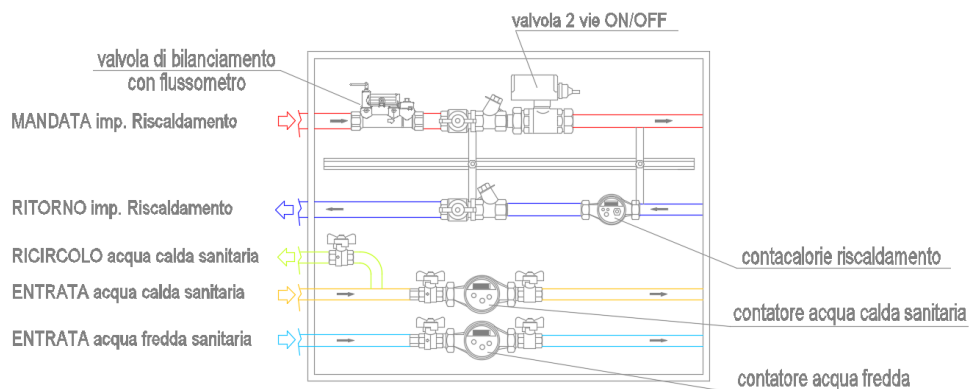 valvola 2 vie ON/OFF
valvola di bilanciamento
con flussometro
MANDATA imp. Riscaldamento
RITORNO imp. Riscaldamento
RICIRCOLO acqua calda sanitaria
contacalorie riscaldamento
ENTRATA acqua calda sanitaria
contatore acqua calda sanitaria
ENTRATA acqua fredda sanitaria
contatore acqua fredda